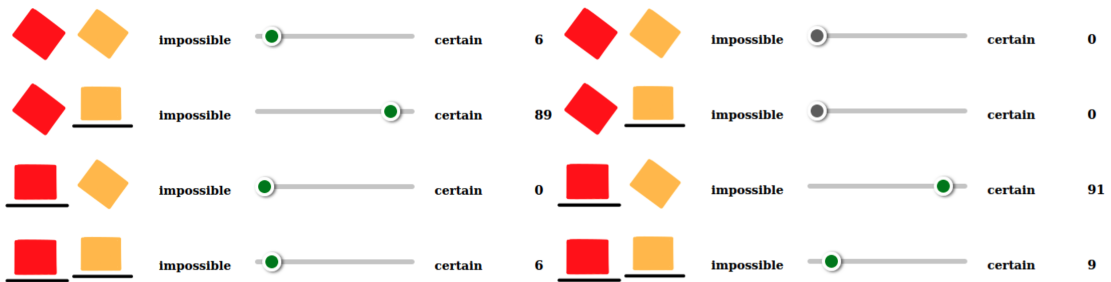 impossible certain 6 impossible certain 0
impossible certain 89 impossible certain 0
impossible certain 0 impossible certain 91
impossible certain 6 impossible certain 9